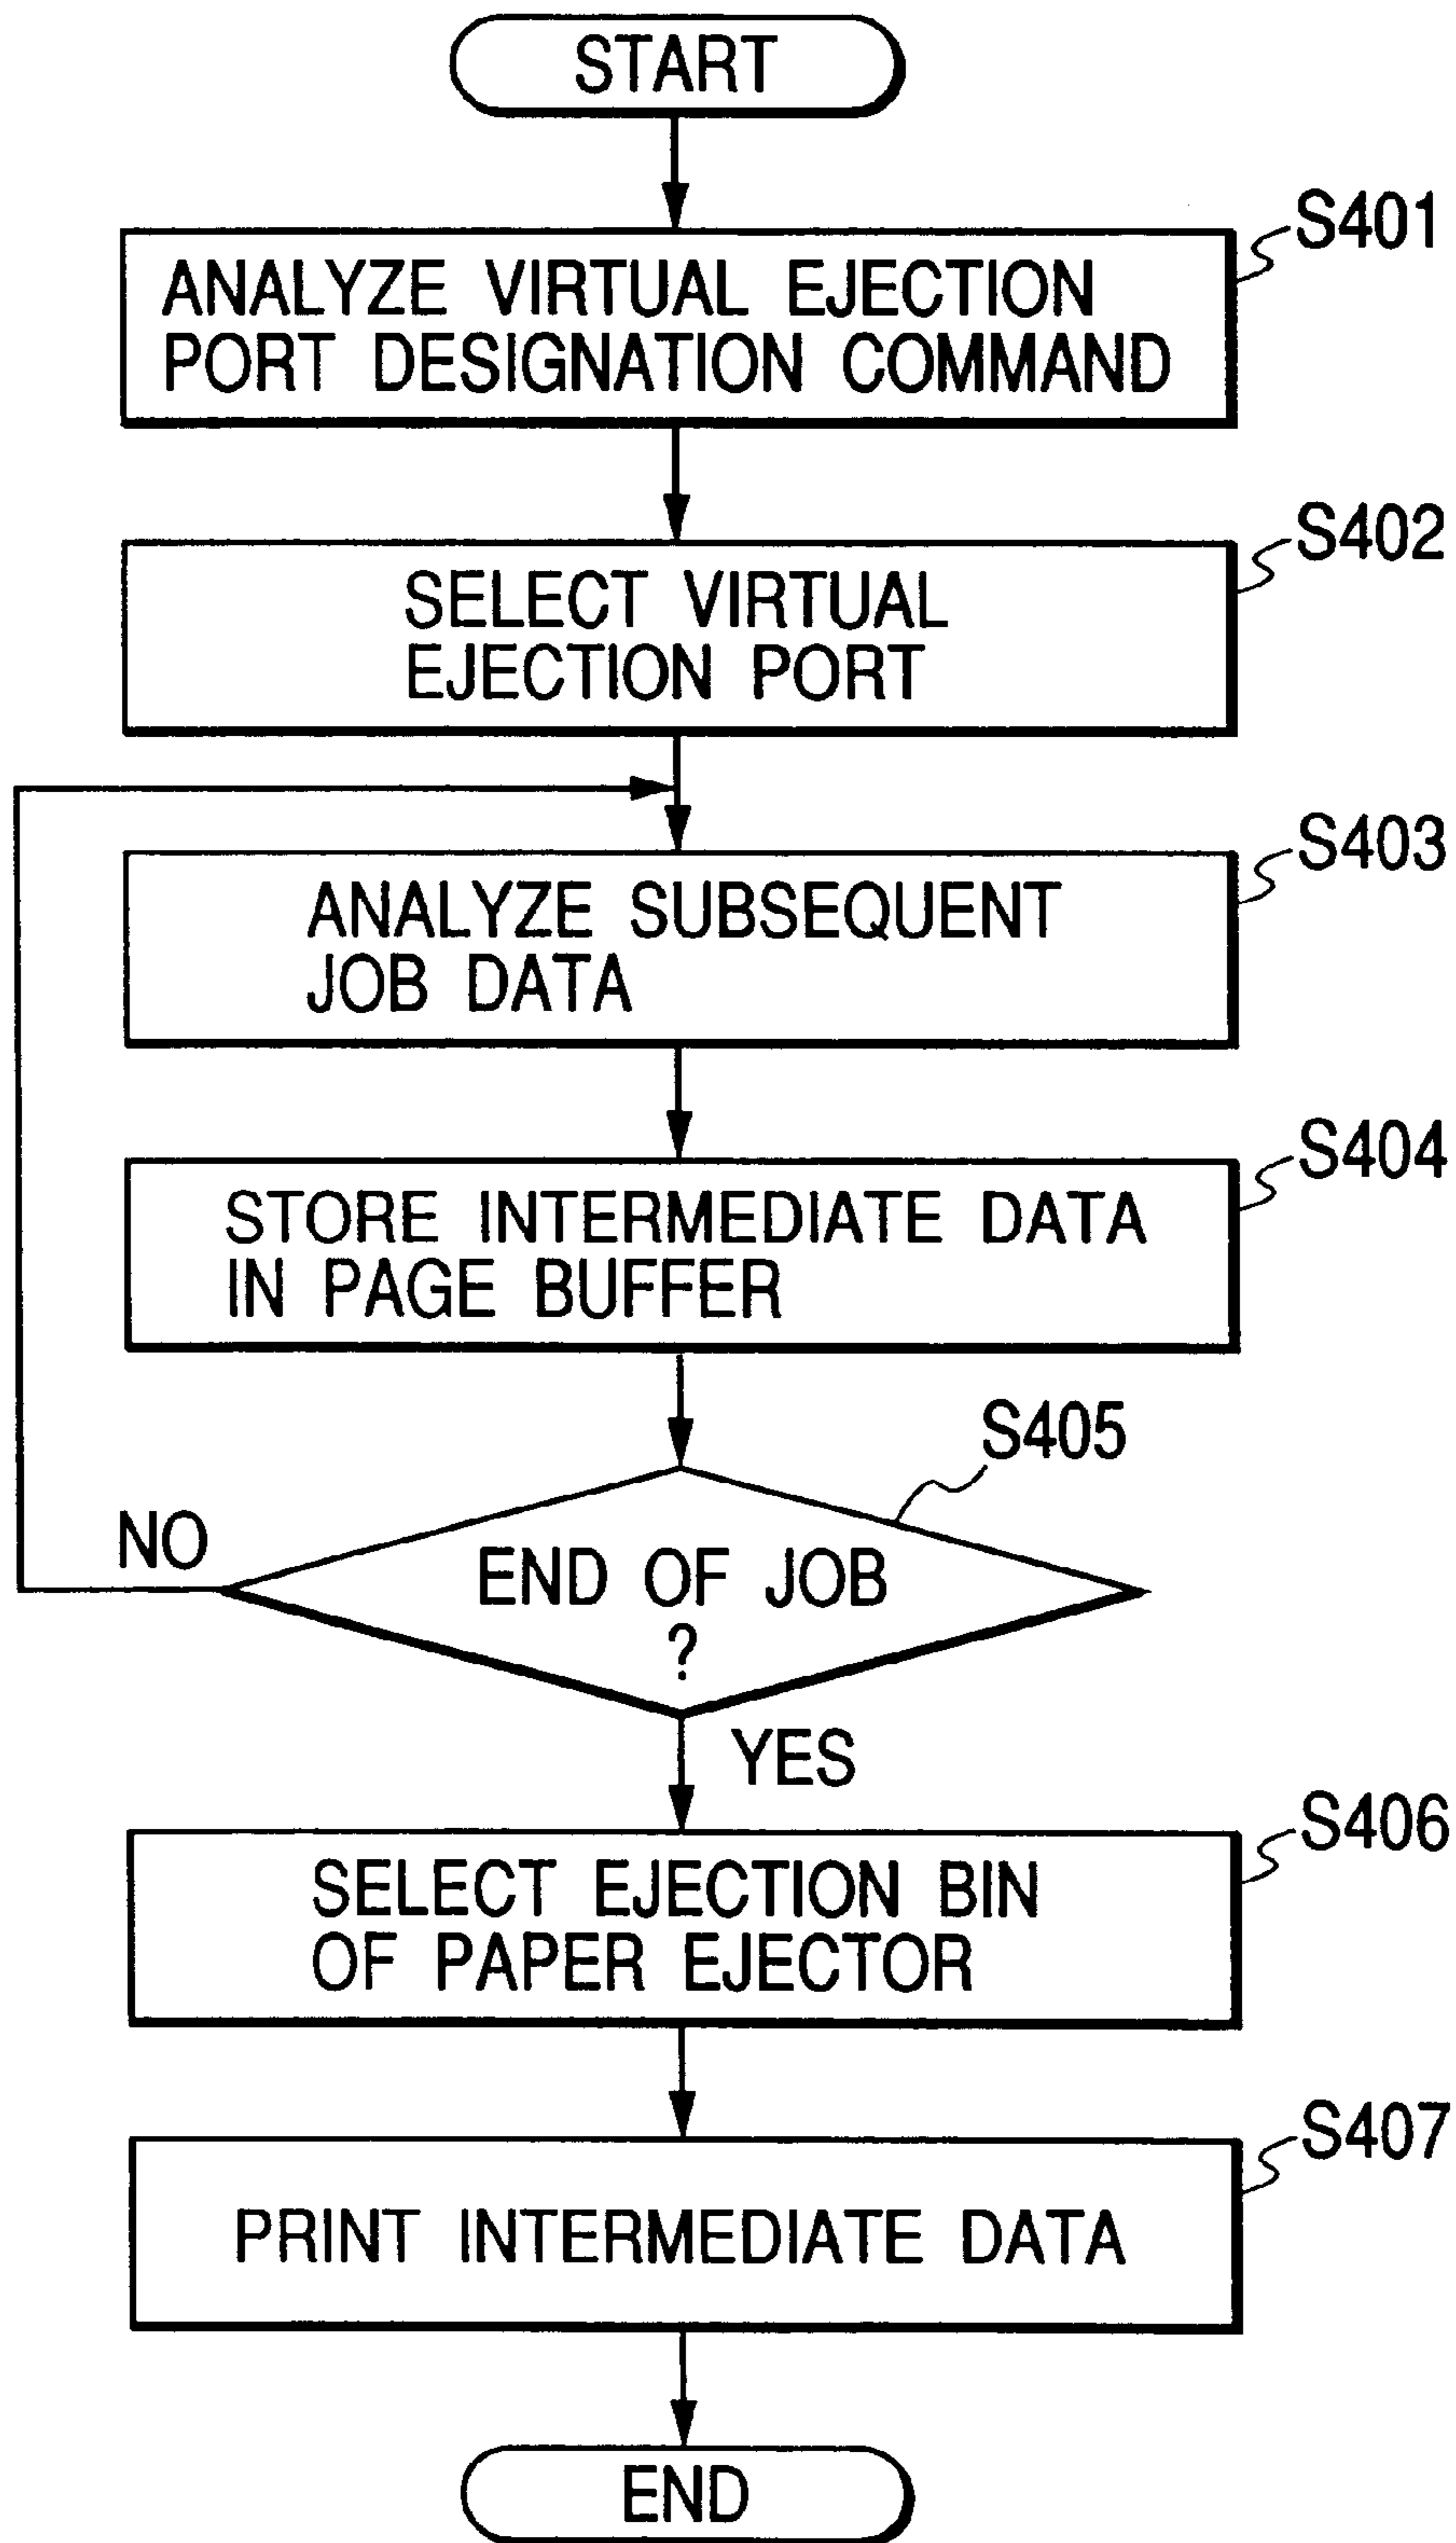 START
S401
ANALYZE VIRTUAL EJECTION
PORT DESIGNATION COMMAND
S402
SELECT VIRTUAL
EJECTION PORT
S403
ANALYZE SUBSEQUENT
JOB DATA
S404
STORE INTERMEDIATE DATA
IN PAGE BUFFER
S405
NO
END OF JOB
?
YES
S406
SELECT EJECTION BIN
OF PAPER EJECTOR
S407
PRINT INTERMEDIATE DATA
END